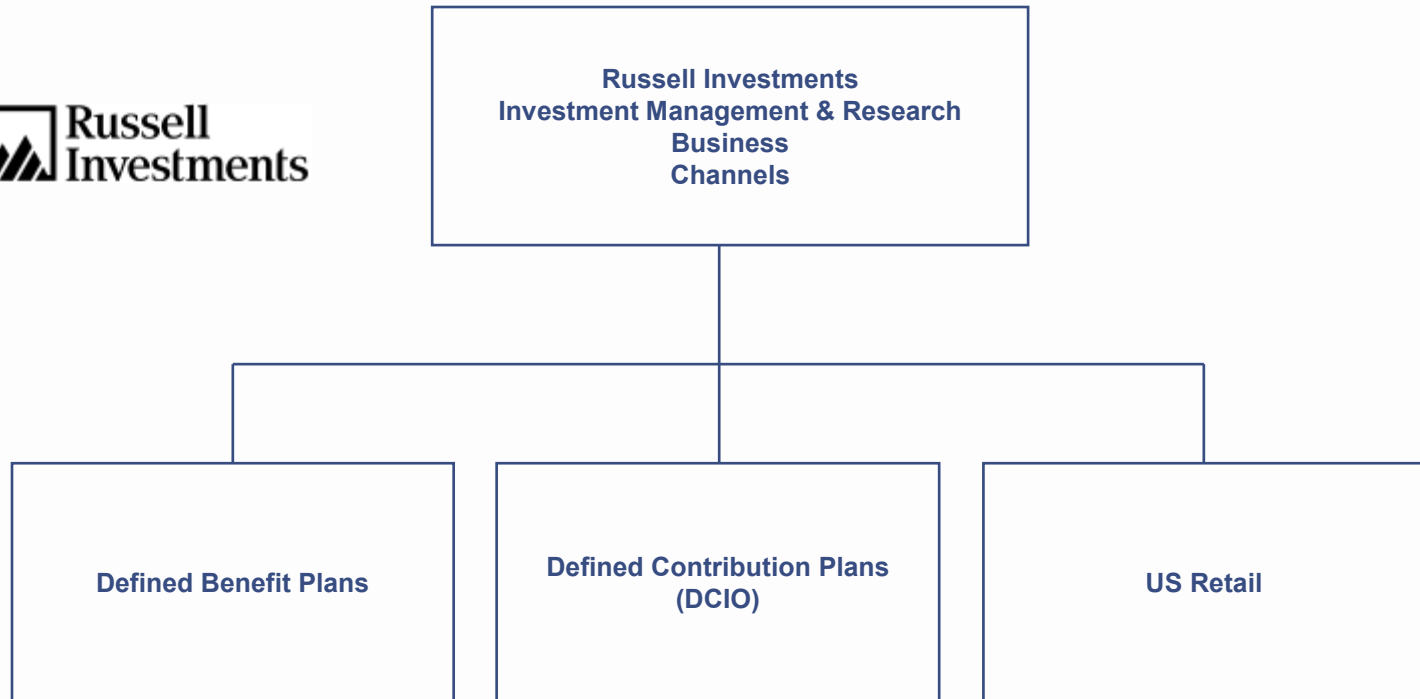 Russell
Investments
Russell Investments
Investment Management & Research
Business
Channels
Defined Benefit Plans
Defined Contribution Plans
(DCIO)
US Retail